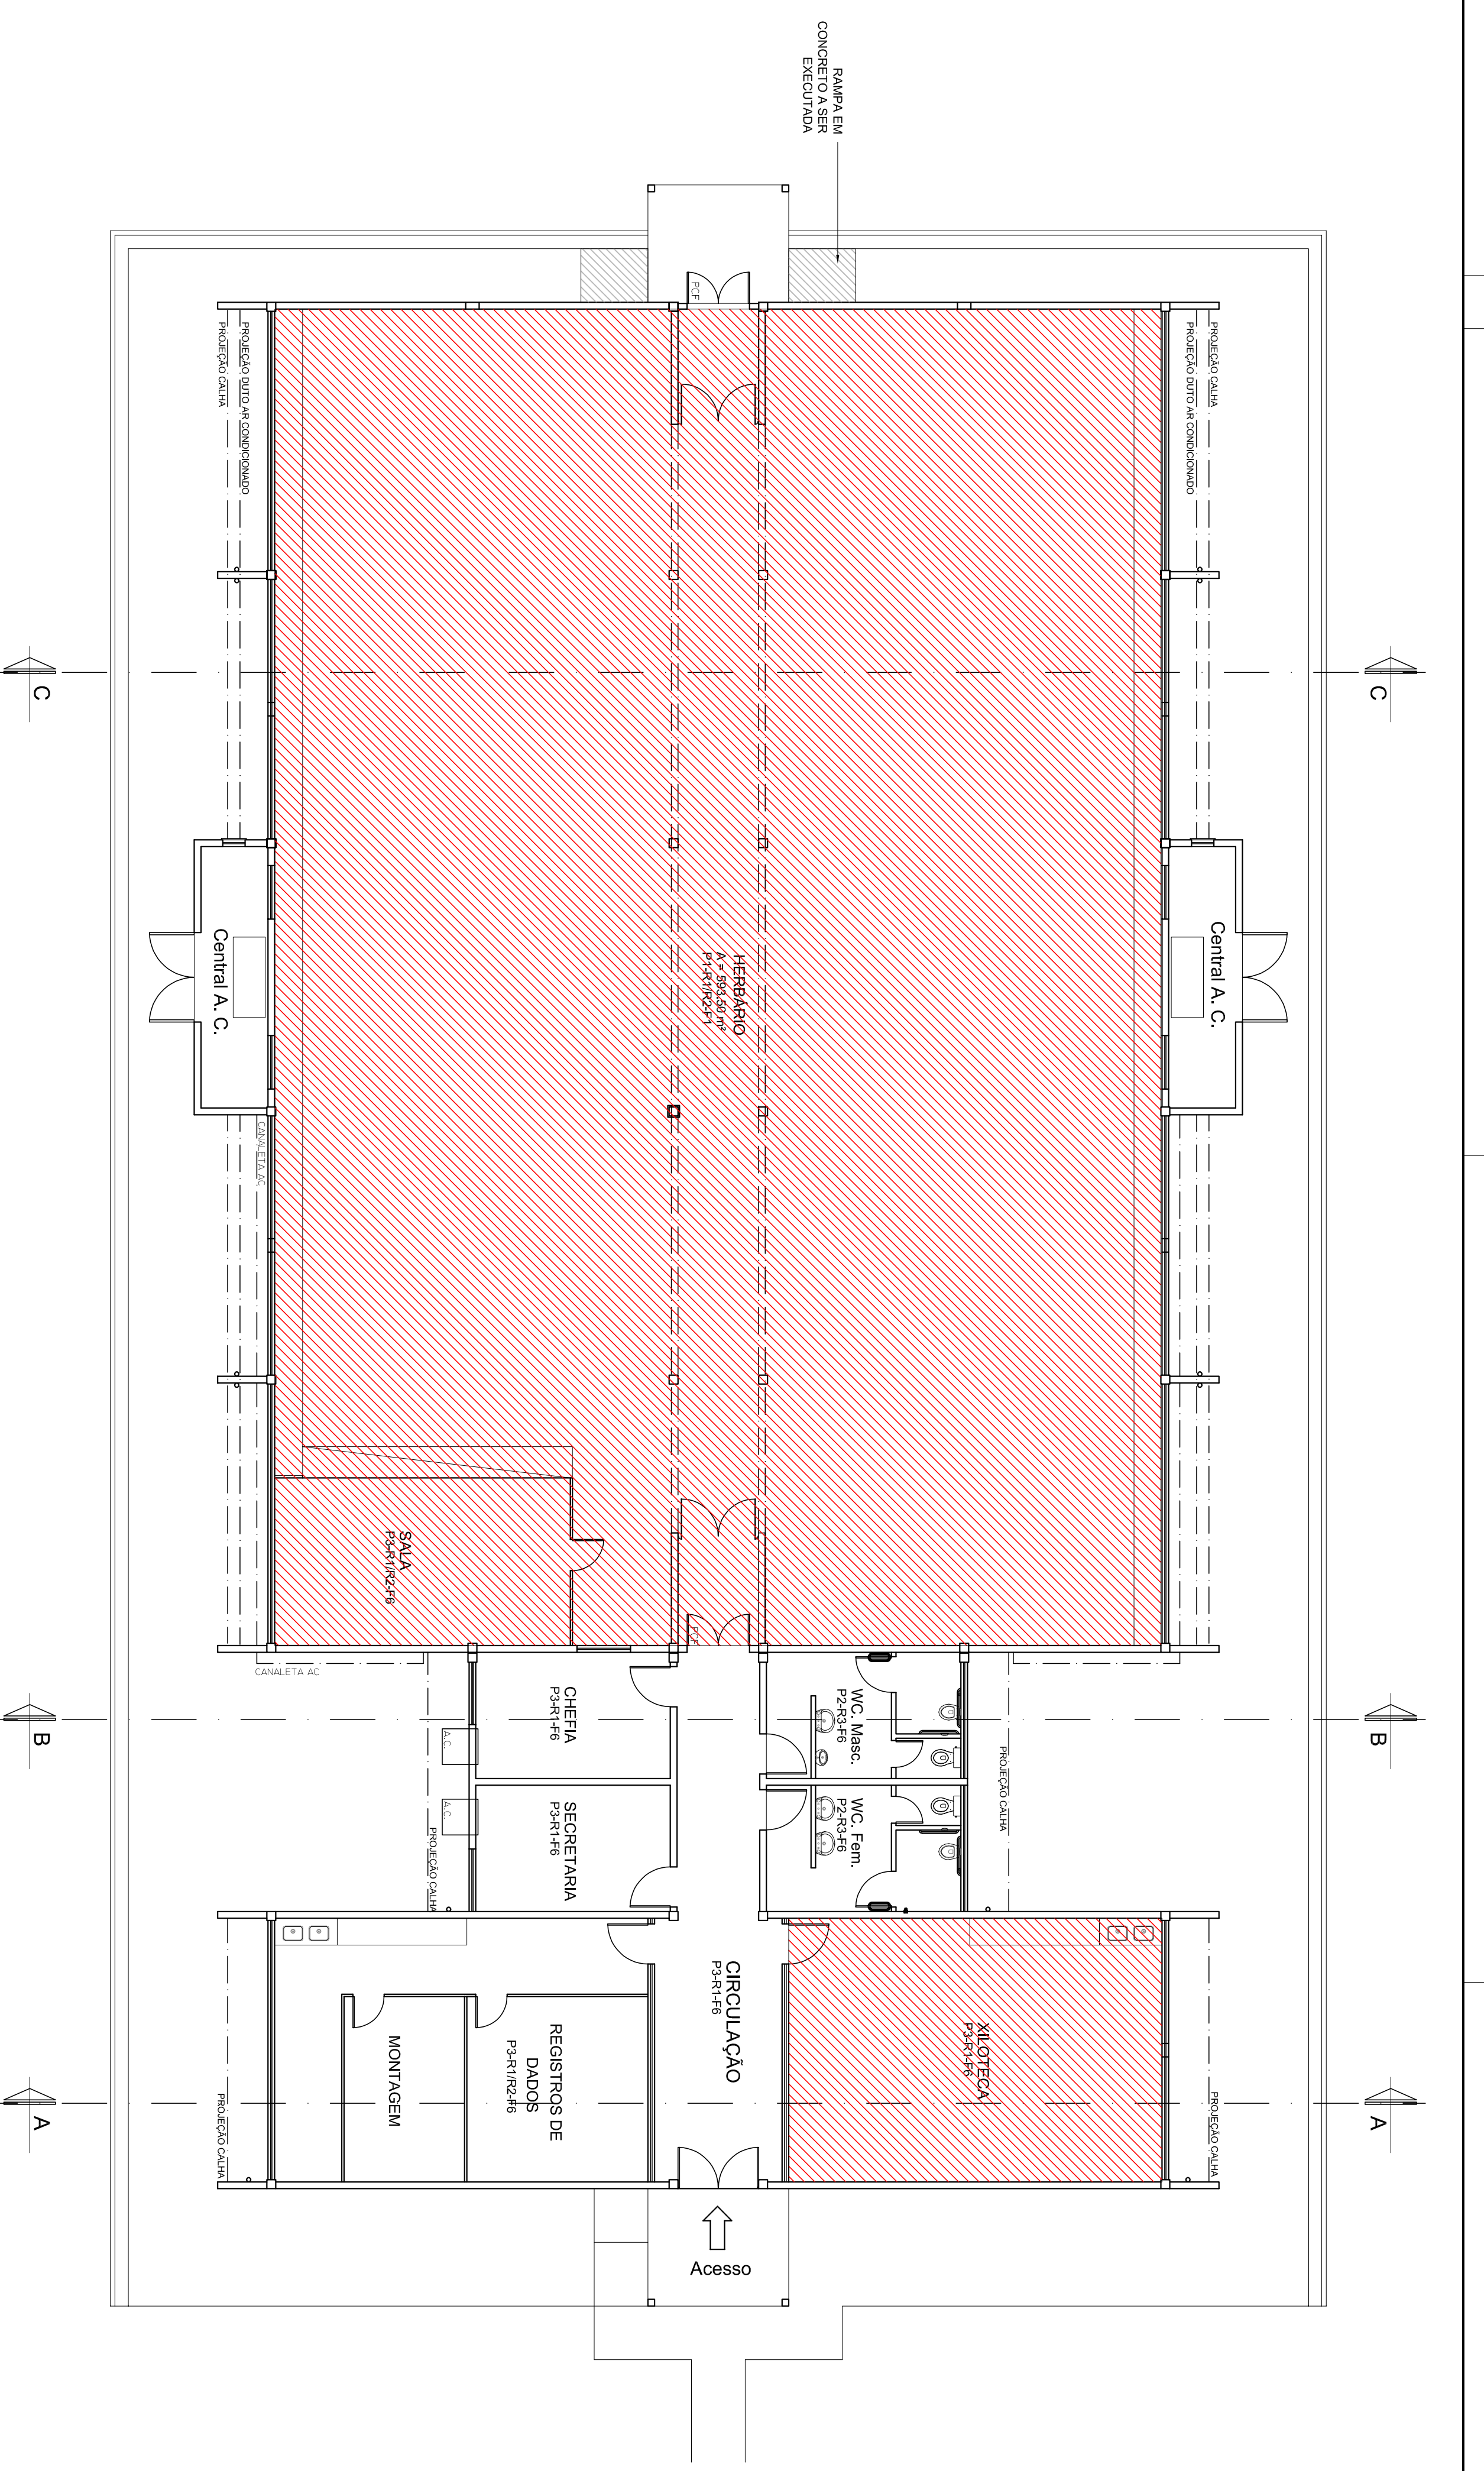 RAMPA EM
CONCRETO A SER
EXECUTADA
PCF
PROJEÇÃO CALHA
PROJEÇÃO DUTO AR CONDICIONADO
PROJEÇÃO DUTO AR CONDICIONADO
PROJEÇÃO CALHA
C
C
Central A. C.
Central A. C.
HERBÁRIO
A = 593.50 m²
P1-R1/R2-F1
CANALETA AC
SALA
P3-R1/R2-F6
PCF
CANALETA AC
CHEFIA
P3-R1-F6
WC. Masc.
P2-R3-F6
PROJEÇÃO CALHA
B
B
A.C.
A.C.
SECRETARIA
P3-R1-F6
WC. Fem.
P2-R3-F6
PROJEÇÃO CALHA
CIRCULAÇÃO
P3-R1-F6
XILOTECA
P3-R1-F6
REGISTROS DE
DADOS
P3-R1/R2-F6
MONTAGEM
PROJEÇÃO CALHA
PROJEÇÃO CALHA
A
A
Acesso